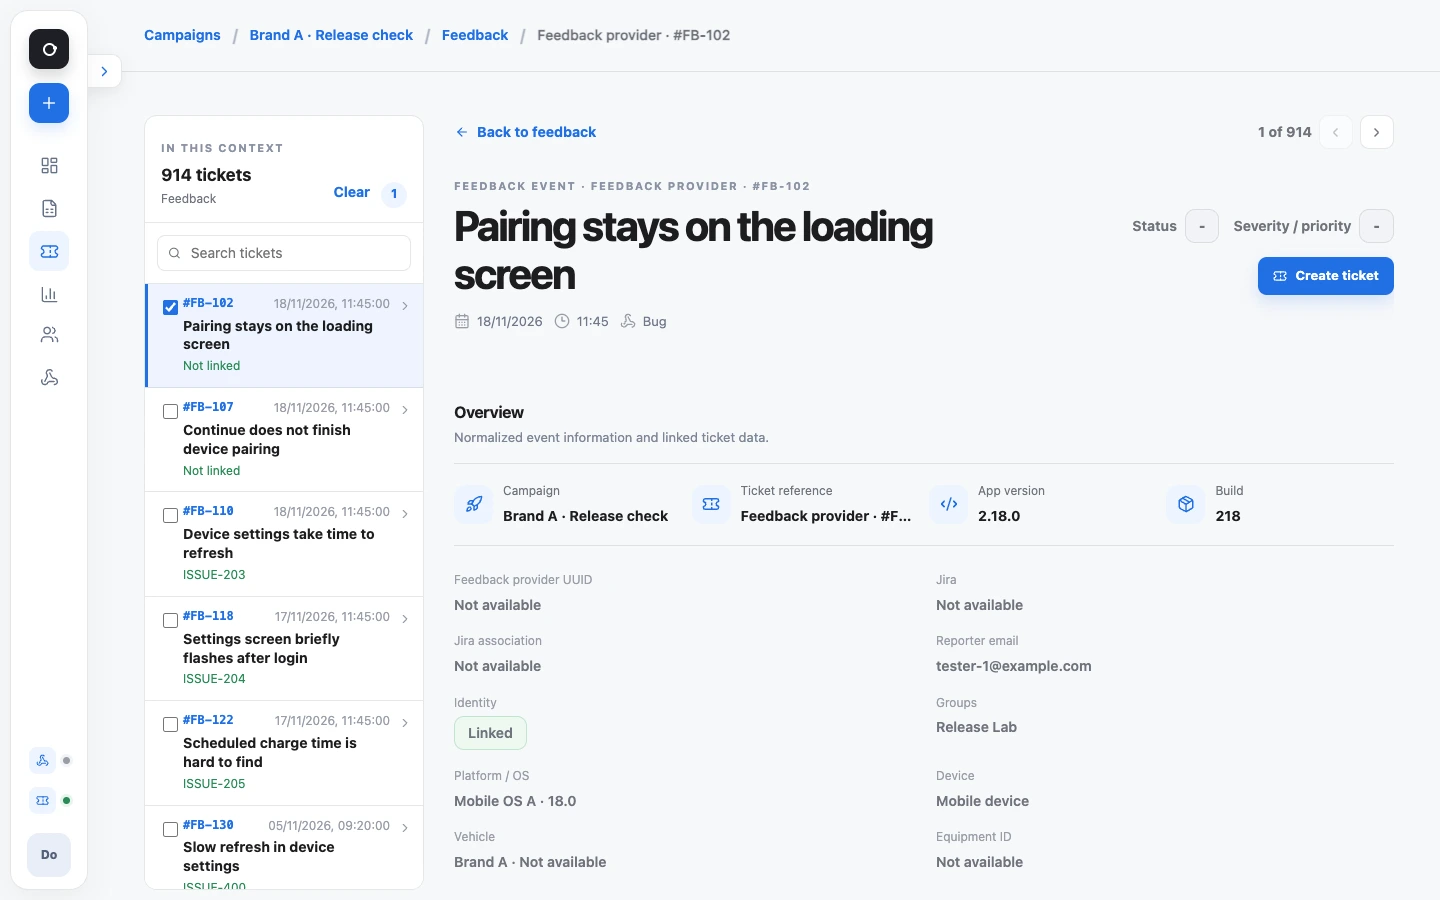 Campaigns / Brand A · Release check / Feedback / Feedback provider · #FB-102
IN THIS CONTEXT
914 tickets
Feedback
Clear 1
Search tickets
#FB-102 18/11/2026, 11:45:00
Pairing stays on the loading
screen
Not linked
#FB-107 18/11/2026, 11:45:00
Continue does not finish
device pairing
Not linked
#FB-110 18/11/2026, 11:45:00
Device settings take time to
refresh
ISSUE-203
#FB-118 17/11/2026, 11:45:00
Settings screen briefly
flashes after login
ISSUE-204
#FB-122 17/11/2026, 11:45:00
Scheduled charge time is
hard to find
ISSUE-205
#FB-130 05/11/2026, 09:20:00
Slow refresh in device
settings
ISSUE-400
Do
Back to feedback
1 of 914
FEEDBACK EVENT · FEEDBACK PROVIDER · #FB-102
Pairing stays on the loading
screen
Status - Severity / priority -
Create ticket
18/11/2026 11:45 Bug
Overview
Normalized event information and linked ticket data.
Campaign
Brand A · Release check
Ticket reference
Feedback provider · #F...
App version
2.18.0
Build
218
Feedback provider UUID
Not available
Jira
Not available
Jira association
Not available
Reporter email
tester-1@example.com
Identity
Linked
Groups
Release Lab
Platform / OS
Mobile OS A · 18.0
Device
Mobile device
Vehicle
Brand A · Not available
Equipment ID
Not available